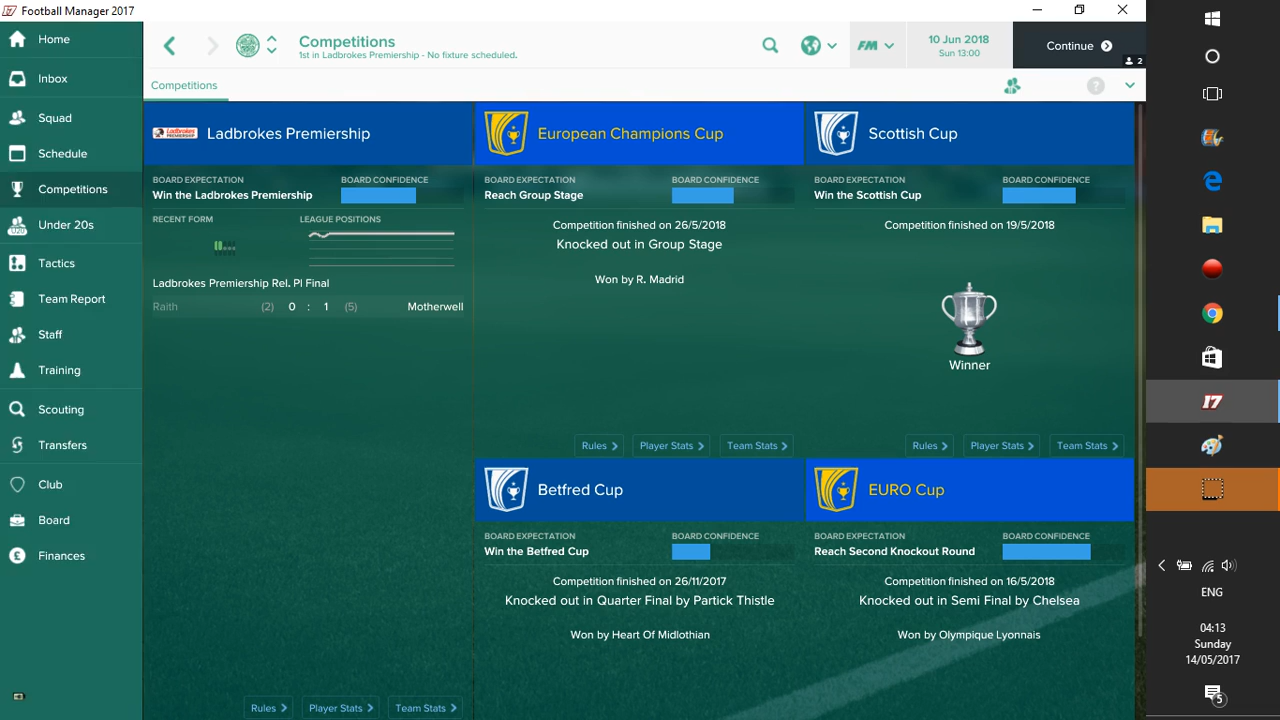 17 Football Manager 2017
Home
Inbox
Squad
Schedule
Competitions
Under 20s
Tactics
Team Report
Staff
Training
Scouting
Transfers
Club
Board
Finances
Competitions
1st in Ladbrokes Premiership - No fixture scheduled.
FM
10 Jun 2018
Sun 13:00
Continue
2
Competitions
?
Ladbrokes Premiership
BOARD EXPECTATION BOARD CONFIDENCE
Win the Ladbrokes Premiership
RECENT FORM LEAGUE POSITIONS
Ladbrokes Premiership Rel. Pl Final
Raith (2) 0 : 1 (5) Motherwell
Rules Player Stats Team Stats
European Champions Cup
BOARD EXPECTATION BOARD CONFIDENCE
Reach Group Stage
Competition finished on 26/5/2018
Knocked out in Group Stage
Won by R. Madrid
Rules Player Stats Team Stats
Scottish Cup
BOARD EXPECTATION BOARD CONFIDENCE
Win the Scottish Cup
Competition finished on 19/5/2018
Winner
Rules Player Stats Team Stats
Betfred Cup
BOARD EXPECTATION BOARD CONFIDENCE
Win the Betfred Cup
Competition finished on 26/11/2017
Knocked out in Quarter Final by Partick Thistle
Won by Heart Of Midlothian
EURO Cup
BOARD EXPECTATION BOARD CONFIDENCE
Reach Second Knockout Round
Competition finished on 16/5/2018
Knocked out in Semi Final by Chelsea
Won by Olympique Lyonnais
17
ENG
04:13
Sunday
14/05/2017
5